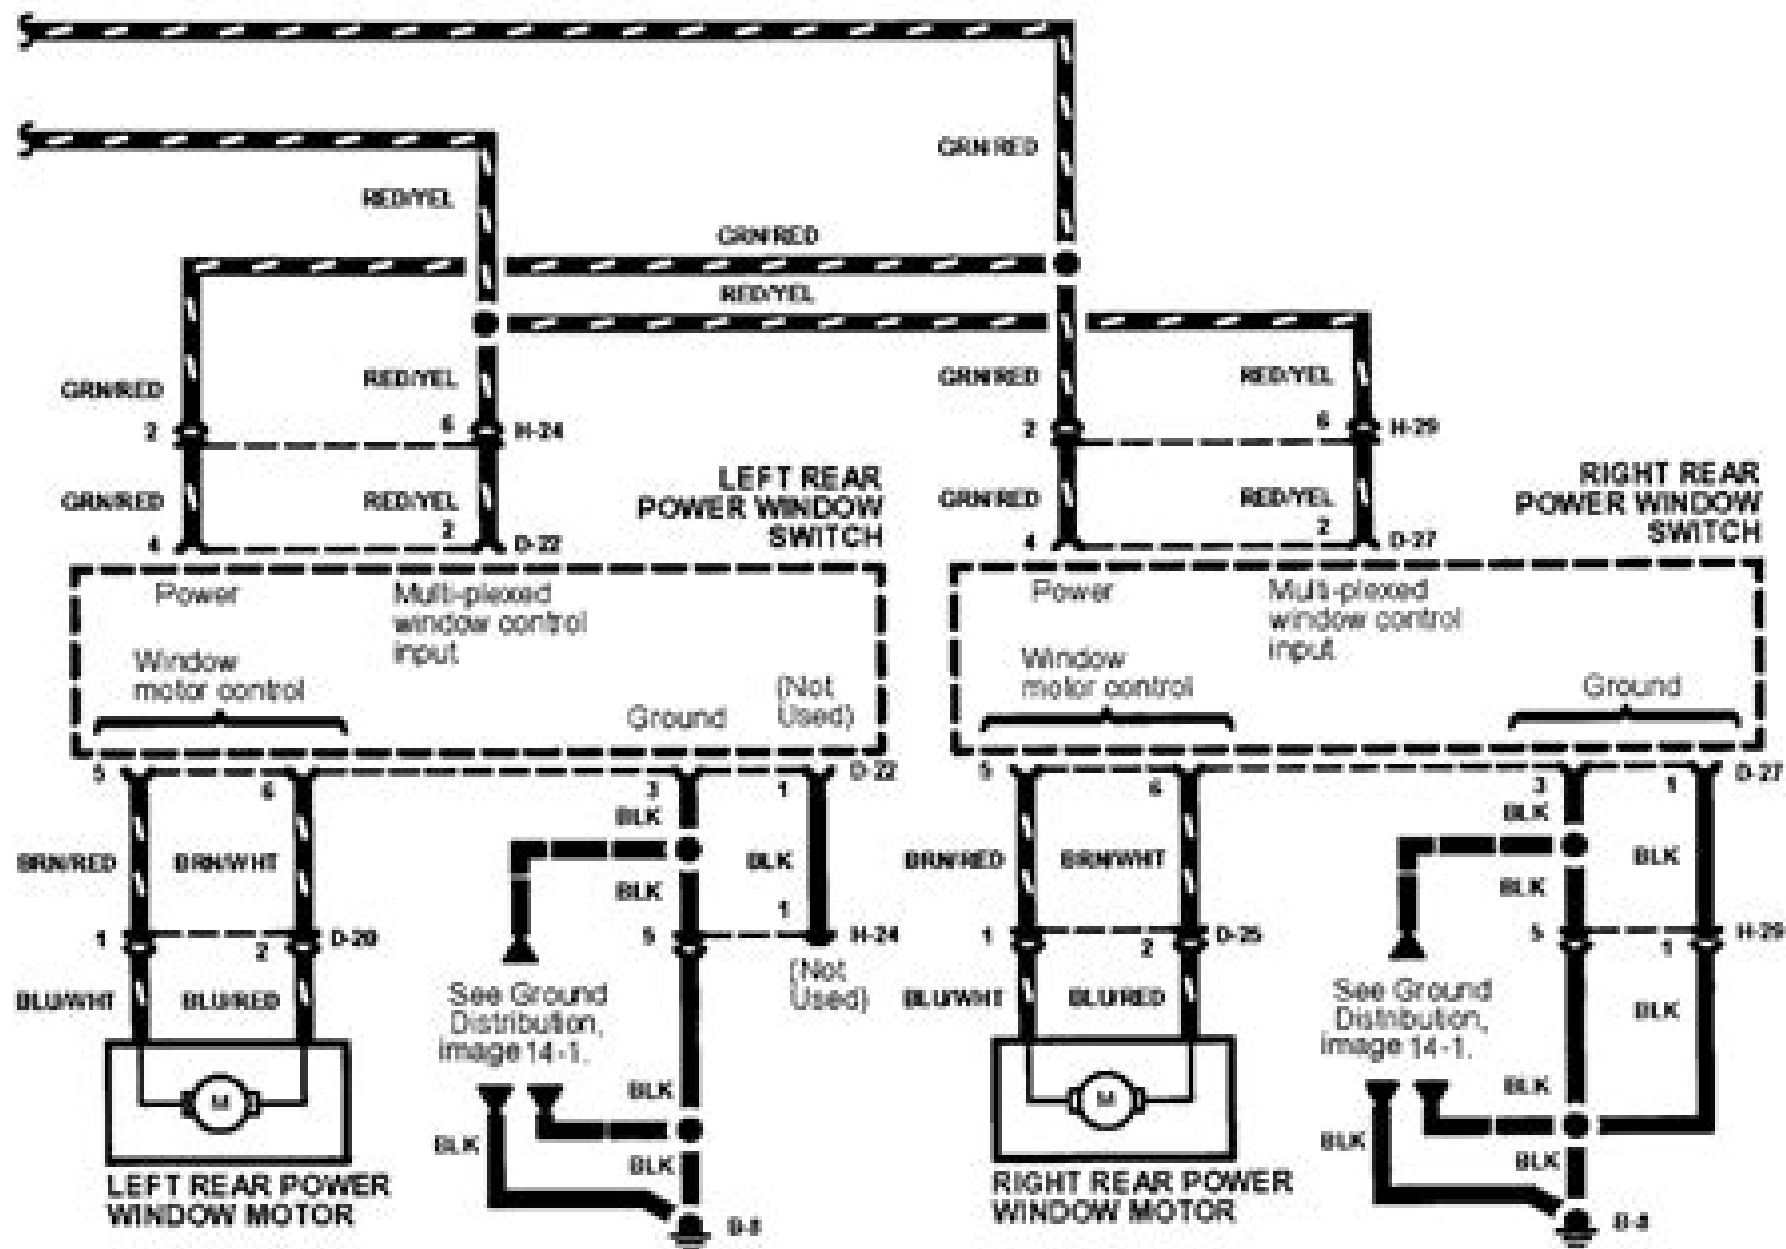 GRN/RED
RED/YEL
GRN/RED
RED/YEL
GRN/RED
RED/YEL
GRN/RED
RED/YEL
2
6
H-24
2
6
H-29
LEFT REAR
POWER WINDOW
SWITCH
RIGHT REAR
POWER WINDOW
SWITCH
GRN/RED
RED/YEL
GRN/RED
RED/YEL
4
2
D-22
4
2
D-27
Power
Multi-plexed
window control
input
Window
motor control
Ground
(Not
Used)
Power
Multi-plexed
window control
input
Window
motor control
Ground
5
6
3
1
D-22
5
6
3
1
D-27
BLK
BLK
BRN/RED
BRN/WHT
BLK
BLK
BRN/RED
BRN/WHT
BLK
BLK
1
2
D-20
5
1
H-24
(Not
Used)
1
2
D-25
5
1
H-29
BLU/WHT
BLU/RED
See Ground
Distribution,
image 14-1.
BLU/WHT
BLU/RED
See Ground
Distribution,
image 14-1.
BLK
M
BLK
BLK
BLK
M
BLK
BLK
BLK
LEFT REAR POWER
WINDOW MOTOR
RIGHT REAR POWER
WINDOW MOTOR